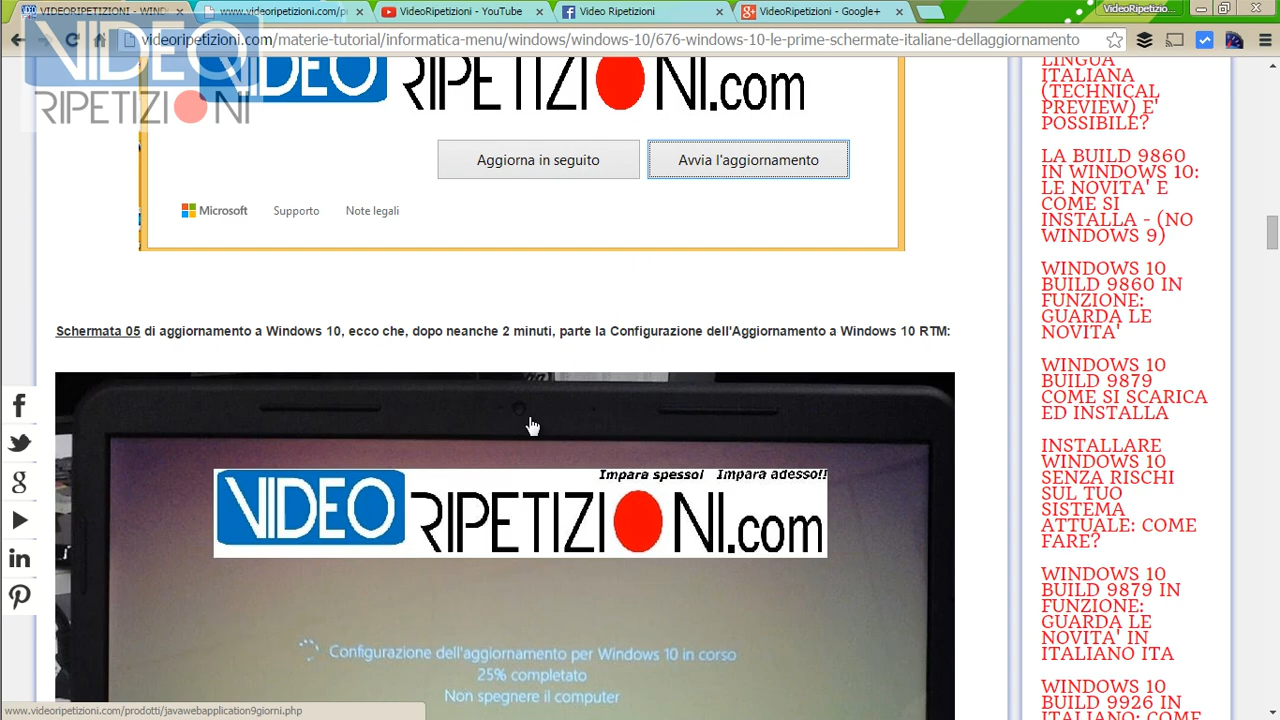 VIDEORIPETIZIONI - WIND
www.videoripetizioni.com/p
VideoRipetizioni - YouTube
Video Ripetizioni
VideoRipetizioni - Google+
VideoRipetizioni...
videoripetizioni.com/materie-tutorial/informatica-menu/windows/windows-10/676-windows-10-le-prime-schermate-italiane-dellaggiornamento
VIDEO
RIPETIZIONI
VIDEO RIPETIZIONI.com
Aggiorna in seguito
Avvia l'aggiornamento
Microsoft
Supporto
Note legali
Schermata 05 di aggiornamento a Windows 10, ecco che, dopo neanche 2 minuti, parte la Configurazione dell'Aggiornamento a Windows 10 RTM:
Impara spesso! Impara adesso!!
VIDEO RIPETIZIONI.com
Configurazione dell'aggiornamento per Windows 10 in corso
25% completato
Non spegnere il computer
LINGUA
ITALIANA
(TECHNICAL
PREVIEW) E'
POSSIBILE?
LA BUILD 9860
IN WINDOWS 10:
LE NOVITA' E
COME SI
INSTALLA - (NO
WINDOWS 9)
WINDOWS 10
BUILD 9860 IN
FUNZIONE:
GUARDA LE
NOVITA'
WINDOWS 10
BUILD 9879
COME SI SCARICA
ED INSTALLA
INSTALLARE
WINDOWS 10
SENZA RISCHI
SUL TUO
SISTEMA
ATTUALE: COME
FARE?
WINDOWS 10
BUILD 9879 IN
FUNZIONE:
GUARDA LE
NOVITA' IN
ITALIANO ITA
WINDOWS 10
BUILD 9926 IN
ITALIANO: COME
www.videoripetizioni.com/prodotti/javawebapplication9giorni.php